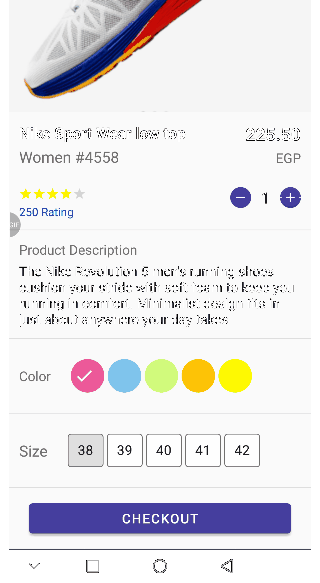 Nike Sport wear low top
225.50
Women #4558
EGP
250 Rating
1
Product Description
The Nike Revolution 5 men's running shoes
cushion your stride with soft foam to keep you
running in comfort. Minimalist design fits in
just about anywhere your day takes
Color
Size
38
39
40
41
42
CHECKOUT